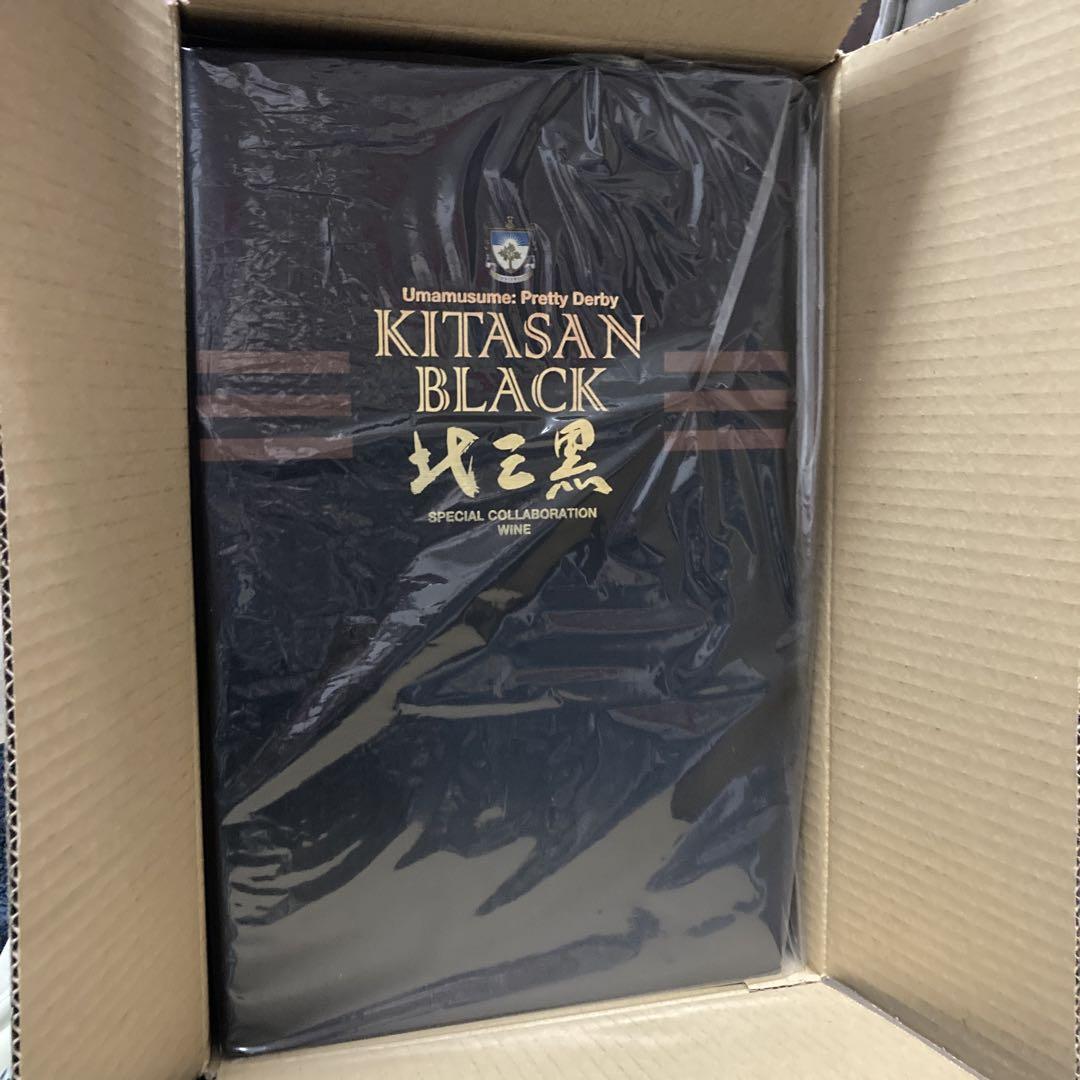 Umamusume: Pretty Derby
KITASAN
BLACK
北三黒
SPECIAL COLLABORATION
WINE